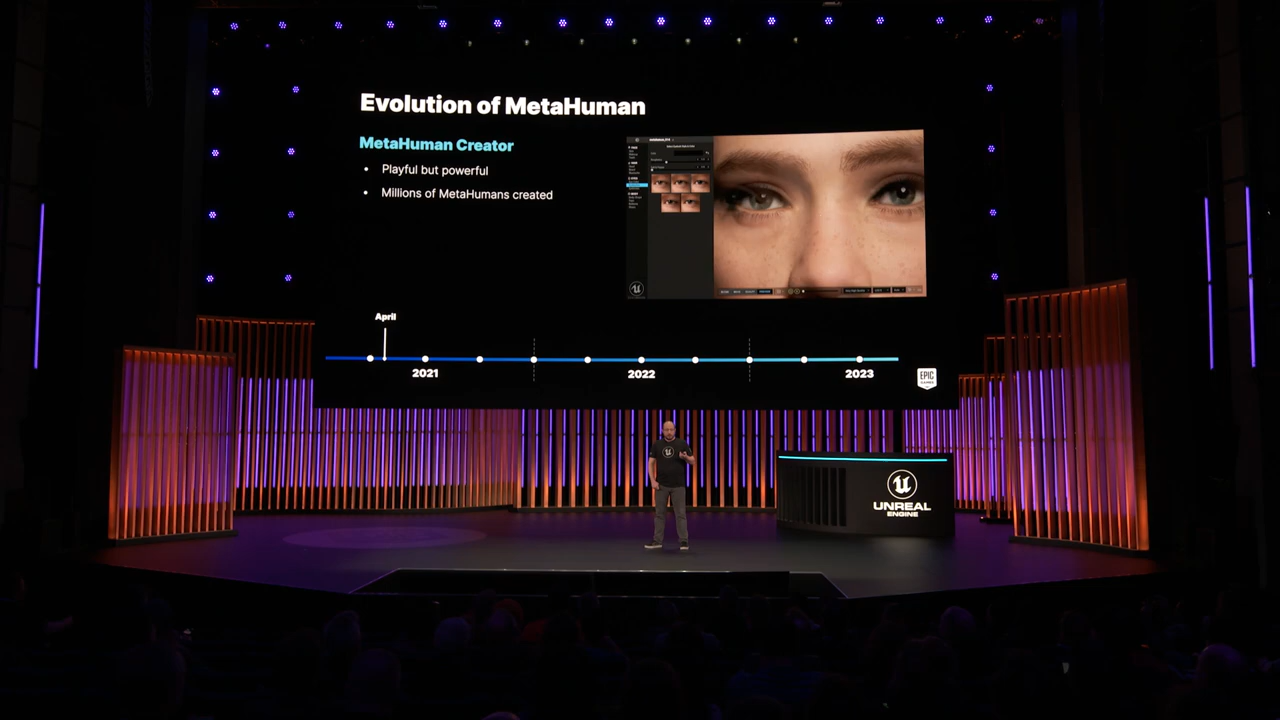 Evolution of MetaHuman
MetaHuman Creator
• Playful but powerful
• Millions of MetaHumans created
April
2021
2022
2023
EPIC
GAMES
UNREAL
ENGINE